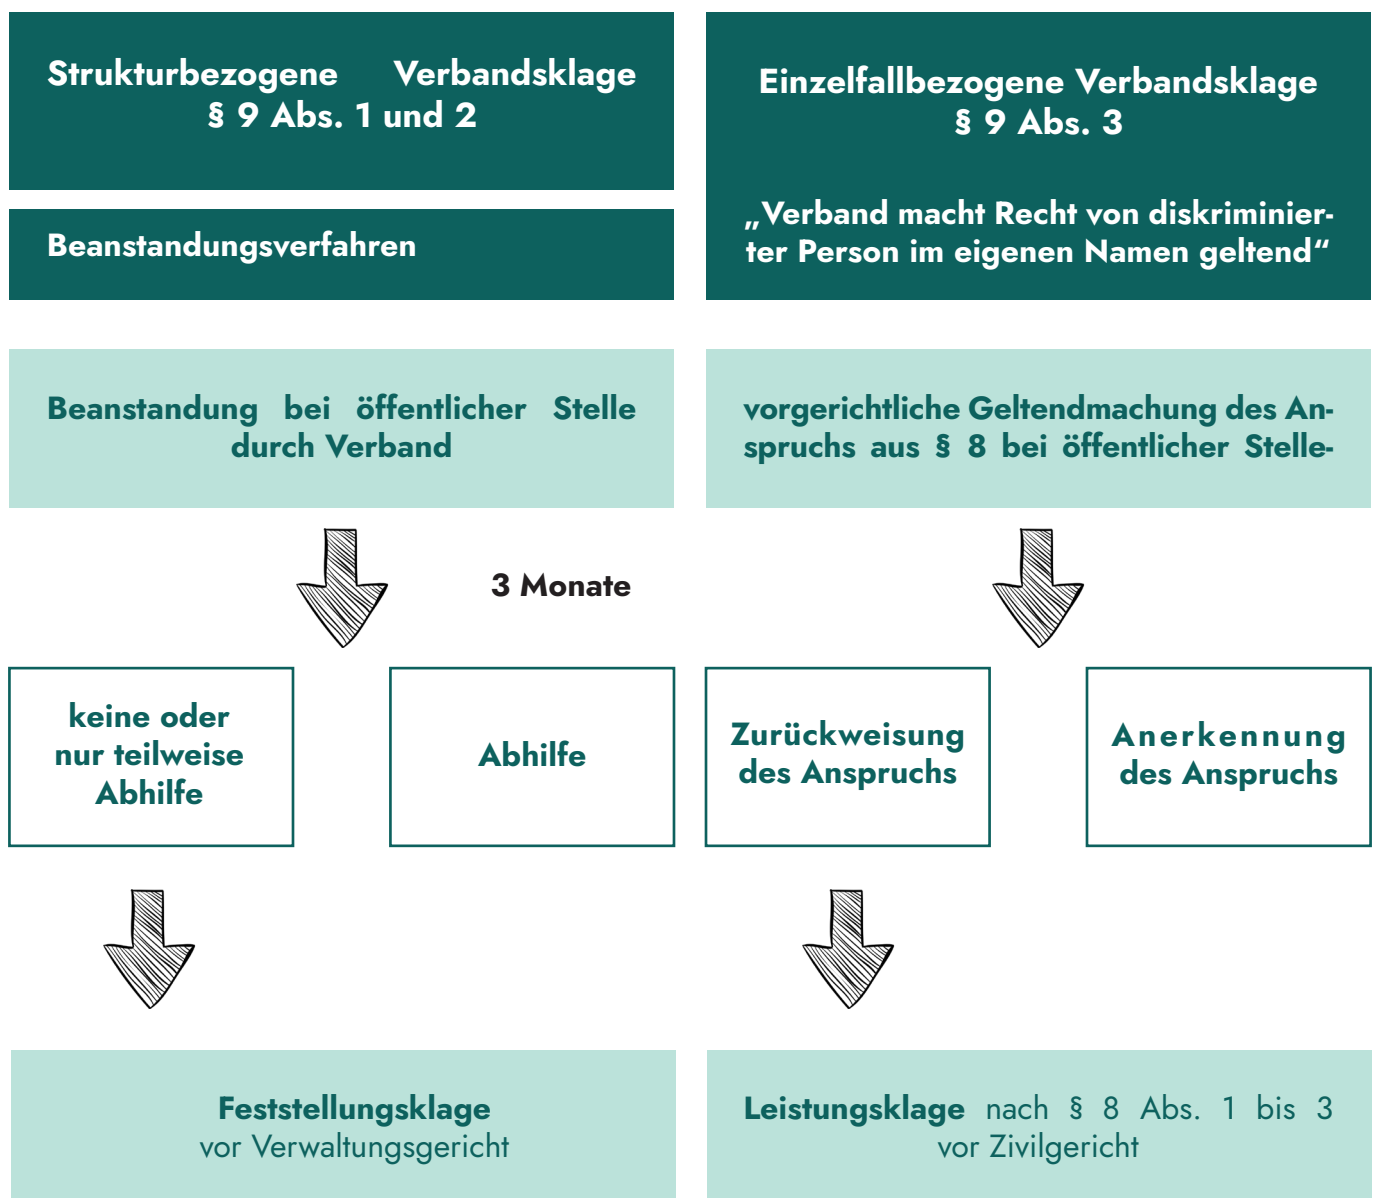 Strukturbezogene Verbandsklage
§ 9 Abs. 1 und 2
Beanstandungsverfahren
Einzelfallbezogene Verbandsklage
§ 9 Abs. 3
„Verband macht Recht von diskriminier-
ter Person im eigenen Namen geltend“
Beanstandung bei öffentlicher Stelle
durch Verband
vorgerichtliche Geltendmachung des An-
spruchs aus § 8 bei öffentlicher Stelle-
3 Monate
keine oder
nur teilweise
Abhilfe
Abhilfe
Zurückweisung
des Anspruchs
Anerkennung
des Anspruchs
Feststellungsklage
vor Verwaltungsgericht
Leistungsklage nach § 8 Abs. 1 bis 3
vor Zivilgericht